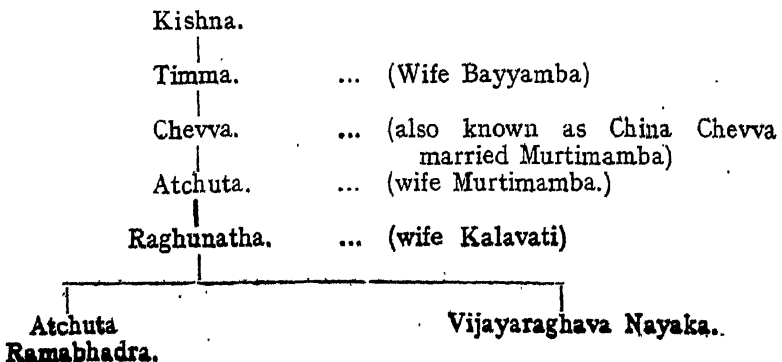 Kishna.
Timma. ... (Wife Bayyamba)
Chevva. ... (also known as China Chevva
married Murtimamba)
Atchuta. ... (wife Murtimamba.)
Raghunatha. ... (wife Kalavati)
Atchuta Vijayaraghava Nayaka.
Ramabhadra.